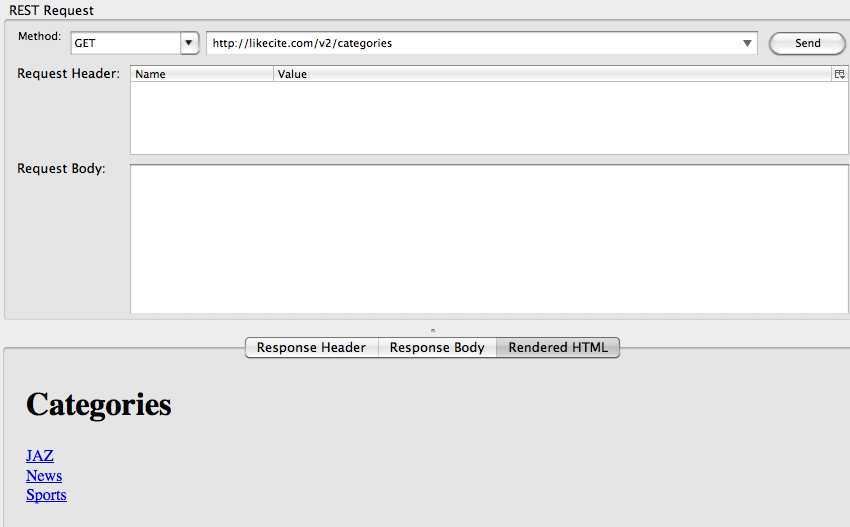 REST Request
Method: GET http://likecite.com/v2/categories Send
Request Header: Name Value
Request Body:
Response Header Response Body Rendered HTML
Categories
JAZ
News
Sports